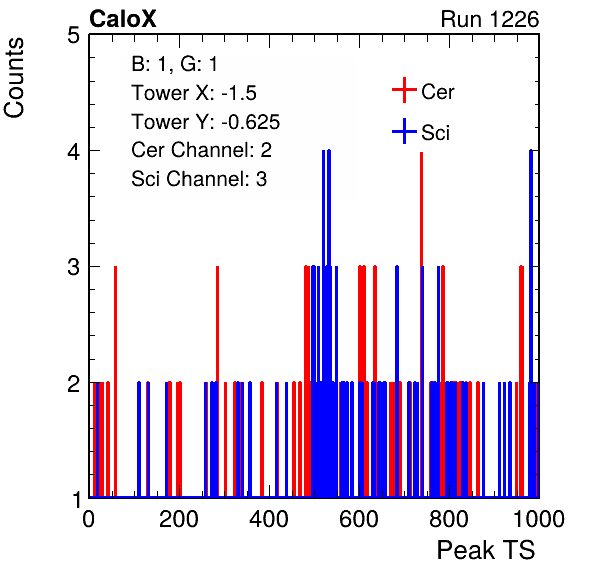 CaloX Run 1226
Counts
5
4
3
2
1
B: 1, G: 1
Tower X: -1.5
Tower Y: -0.625
Cer Channel: 2
Sci Channel: 3
Cer
Sci
0 200 400 600 800 1000
Peak TS